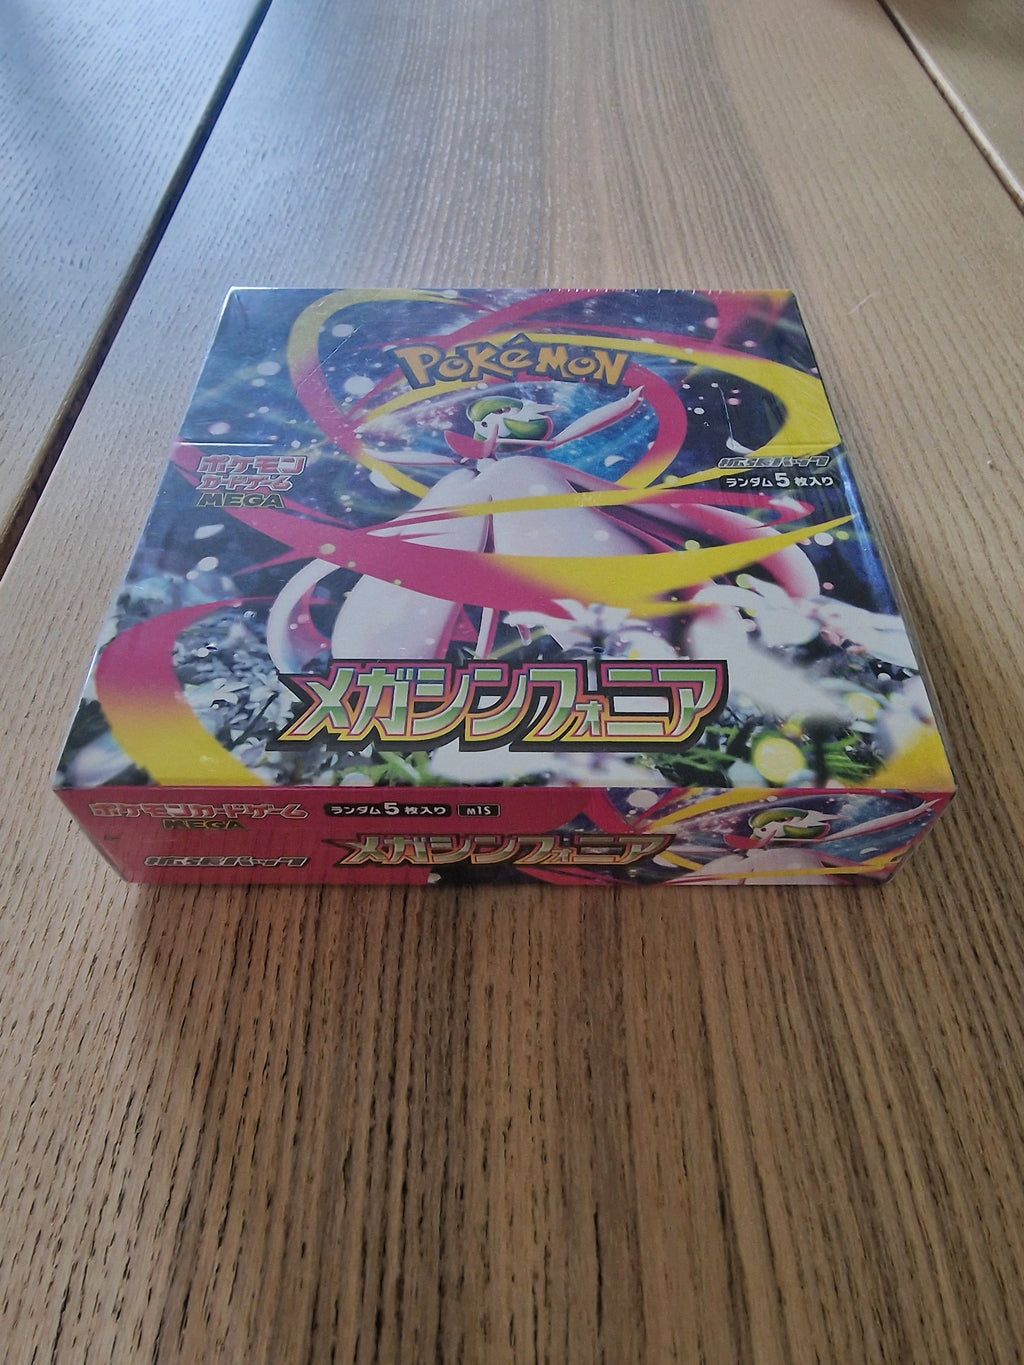 POKÉMON
ポケモン
カードゲーム
MEGA
拡張パック
ランダム5枚入り
メガシンフォニア
ポケモンカードゲーム
MEGA
ランダム5枚入り M1S
拡張パック
メガシンフォニア